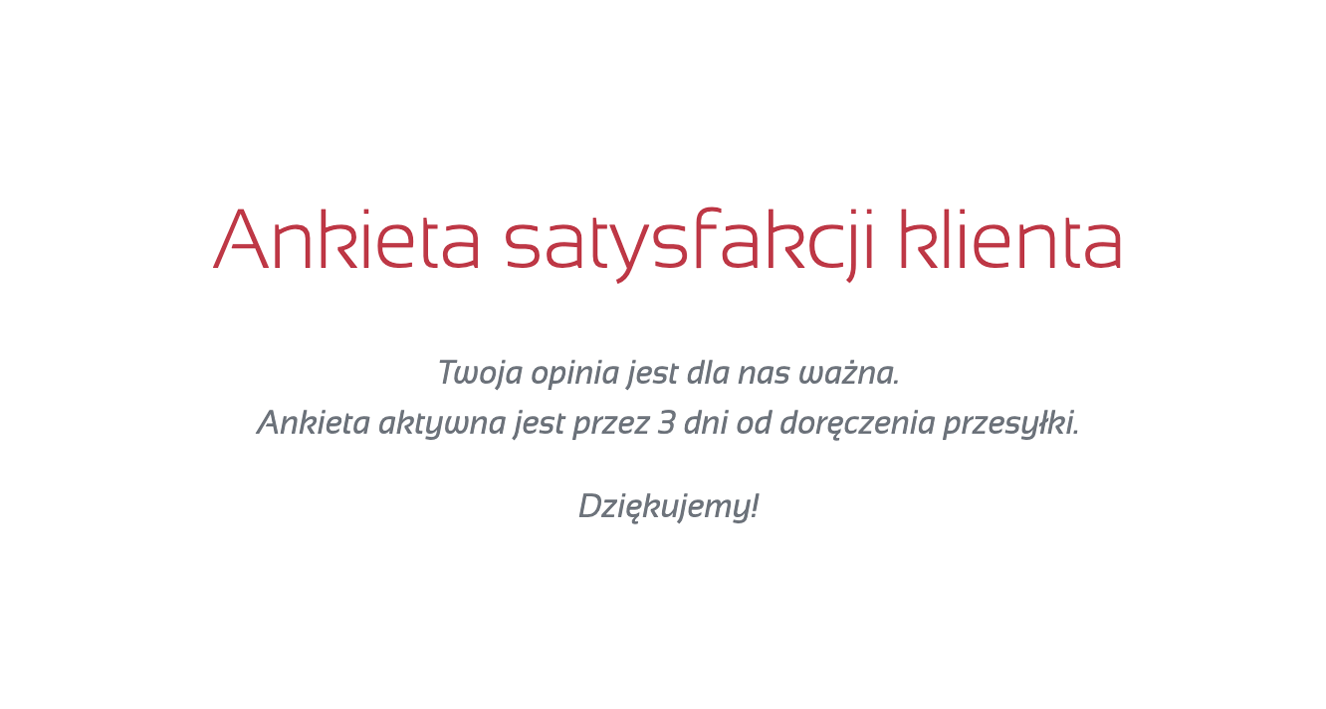 Ankieta satysfakcji klienta
Twoja opinia jest dla nas ważna.
Ankieta aktywna jest przez 3 dni od doręczenia przesyłki.
Dziękujemy!